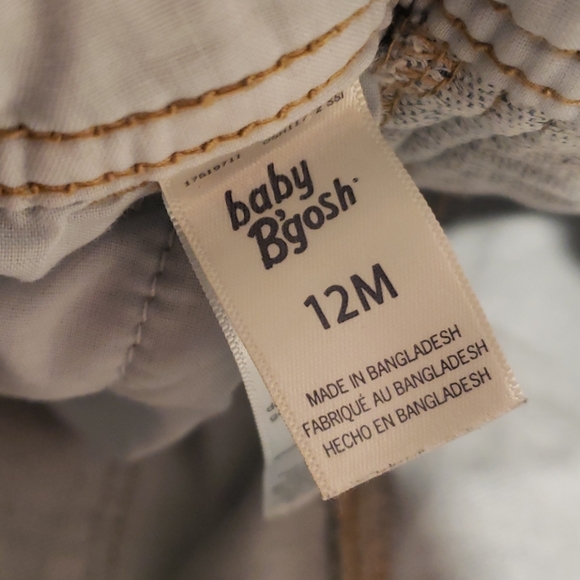 baby
B'gosh
12M
MADE IN BANGLADESH
FABRIQUÉ AU BANGLADESH
HECHO EN BANGLADESH